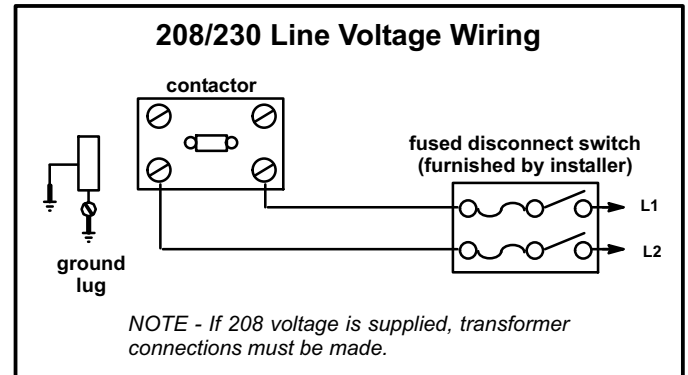 208/230 Line Voltage Wiring
contactor
fused disconnect switch
(furnished by installer)
L1
L2
ground
lug
NOTE - If 208 voltage is supplied, transformer
connections must be made.